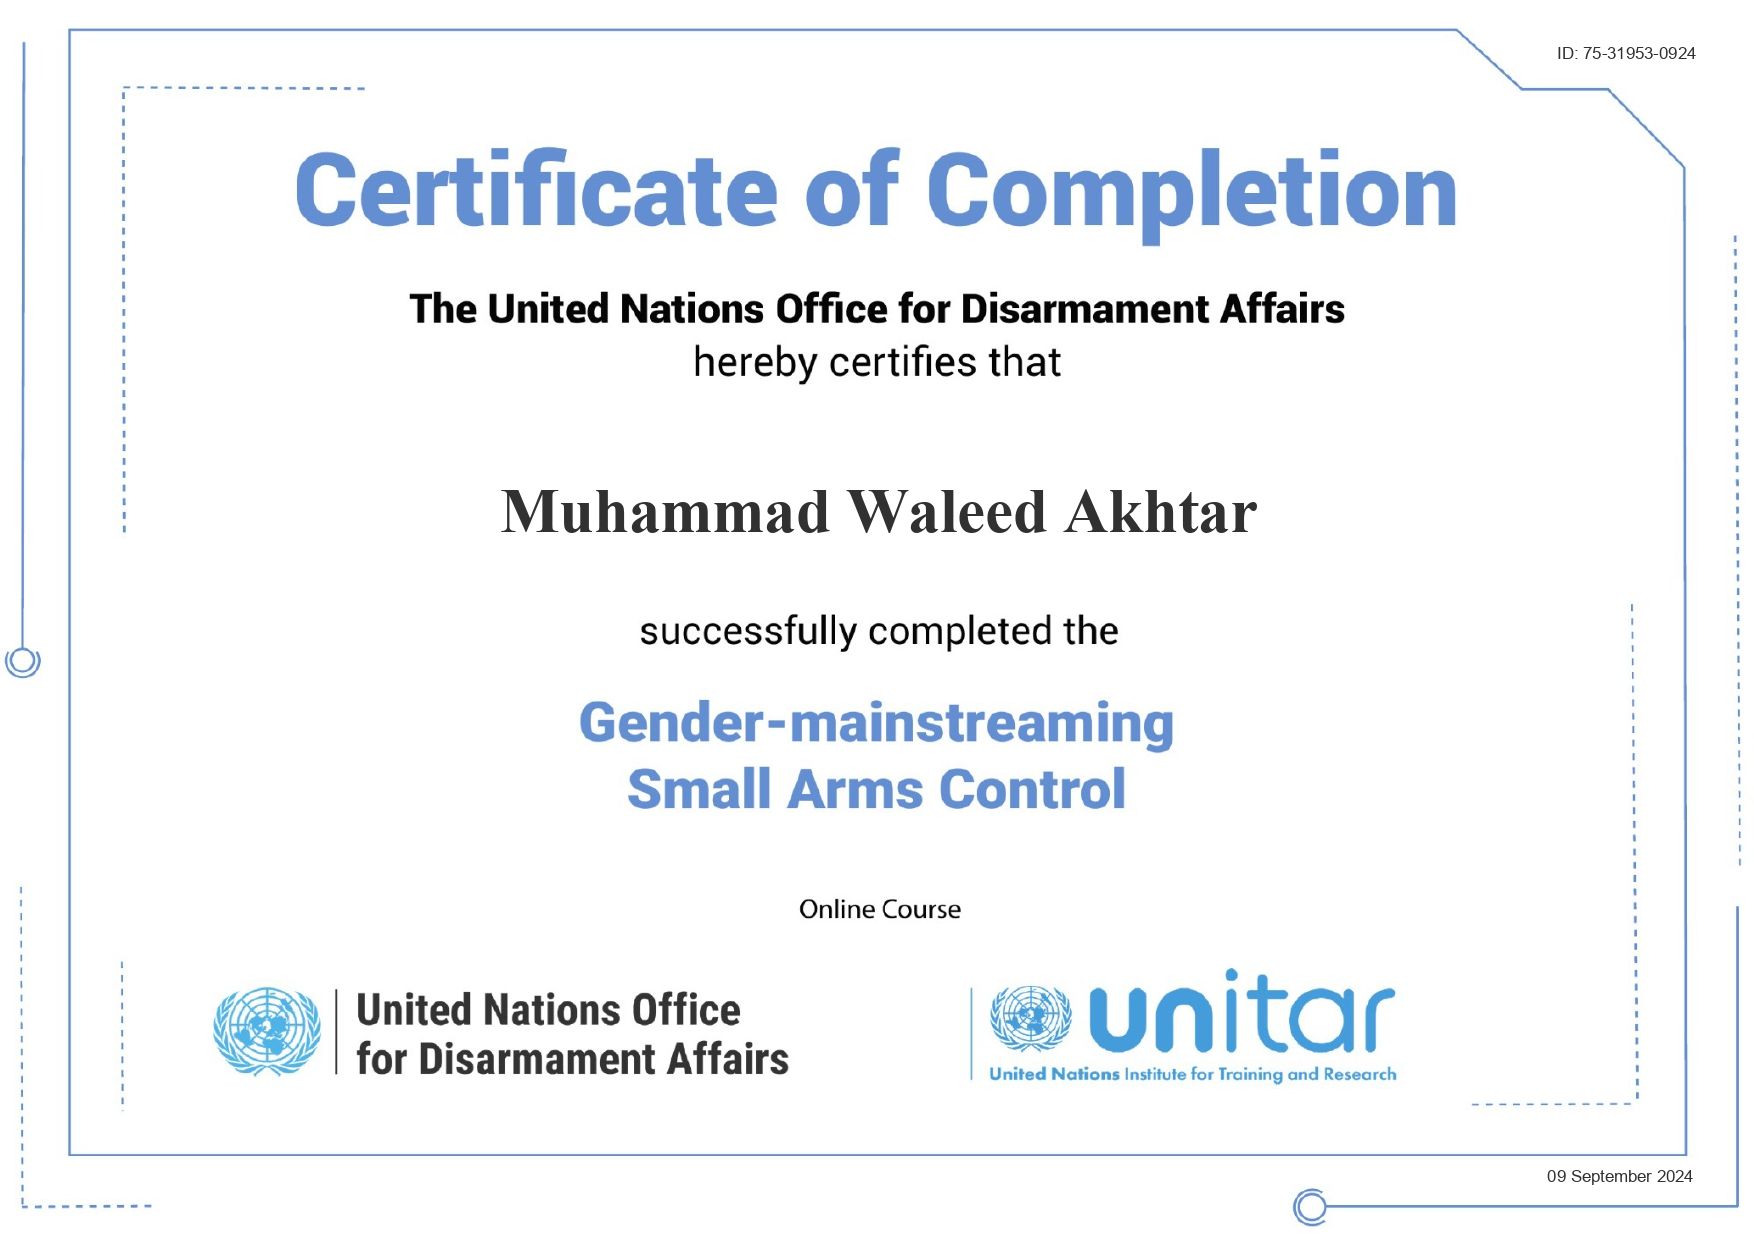 ID: 75-31953-0924
Certificate of Completion
The United Nations Office for Disarmament Affairs
hereby certifies that
Muhammad Waleed Akhtar
successfully completed the
Gender-mainstreaming
Small Arms Control
Online Course
United Nations Office
for Disarmament Affairs
unitar
United Nations Institute for Training and Research
09 September 2024